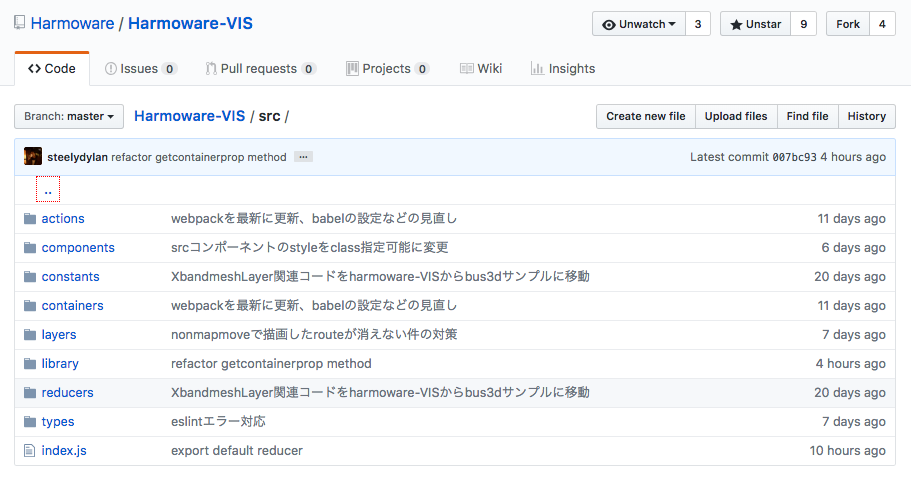 Harmoware / Harmoware-VIS
Unwatch 3 Unstar 9 Fork 4
Code Issues 0 Pull requests 0 Projects 0 Wiki Insights
Branch: master Harmoware-VIS / src / Create new file Upload files Find file History
steelydylan refactor getcontainerprop method ... Latest commit 007bc93 4 hours ago
..
actions webpackを最新に更新、babelの設定などの見直し 11 days ago
components srcコンポーネントのstyleをclass指定可能に変更 6 days ago
constants XbandmeshLayer関連コードをharmoware-VISからbus3dサンプルに移動 20 days ago
containers webpackを最新に更新、babelの設定などの見直し 11 days ago
layers nonmapmoveで描画したrouteが消えない件の対策 7 days ago
library refactor getcontainerprop method 4 hours ago
reducers XbandmeshLayer関連コードをharmoware-VISからbus3dサンプルに移動 20 days ago
types eslintエラー対応 7 days ago
index.js export default reducer 10 hours ago